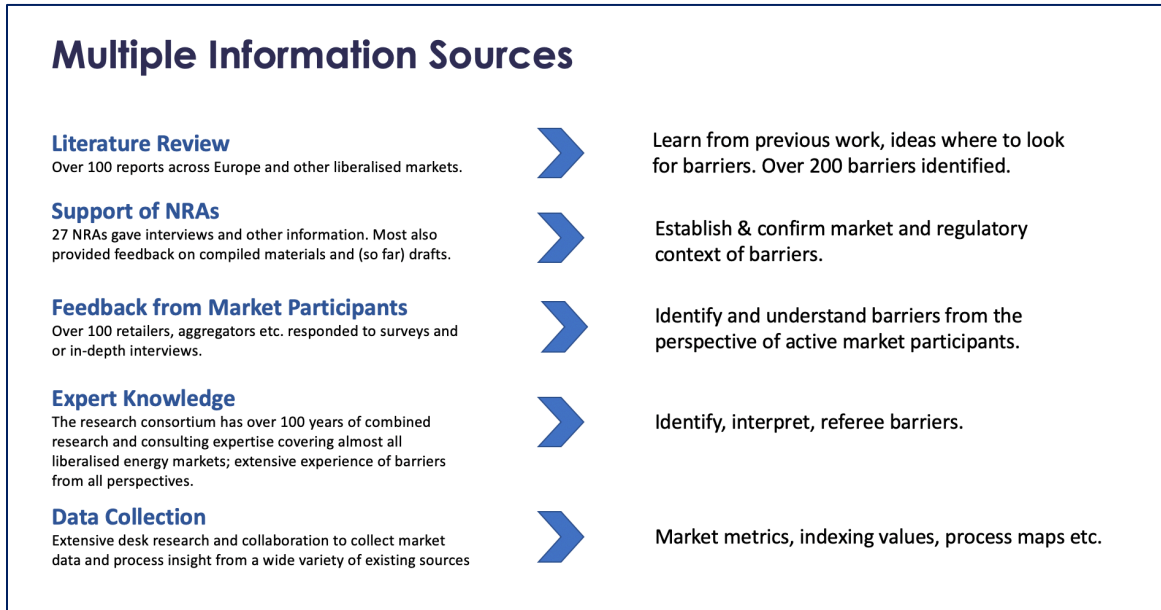 Multiple Information Sources
Literature Review
Over 100 reports across Europe and other liberalised markets.
Learn from previous work, ideas where to look
for barriers. Over 200 barriers identified.
Support of NRAs
27 NRAs gave interviews and other information. Most also
provided feedback on compiled materials and (so far) drafts.
Establish & confirm market and regulatory
context of barriers.
Feedback from Market Participants
Over 100 retailers, aggregators etc. responded to surveys and
or in-depth interviews.
Identify and understand barriers from the
perspective of active market participants.
Expert Knowledge
The research consortium has over 100 years of combined
research and consulting expertise covering almost all
liberalised energy markets; extensive experience of barriers
from all perspectives.
Identify, interpret, referee barriers.
Data Collection
Extensive desk research and collaboration to collect market
data and process insight from a wide variety of existing sources
Market metrics, indexing values, process maps etc.